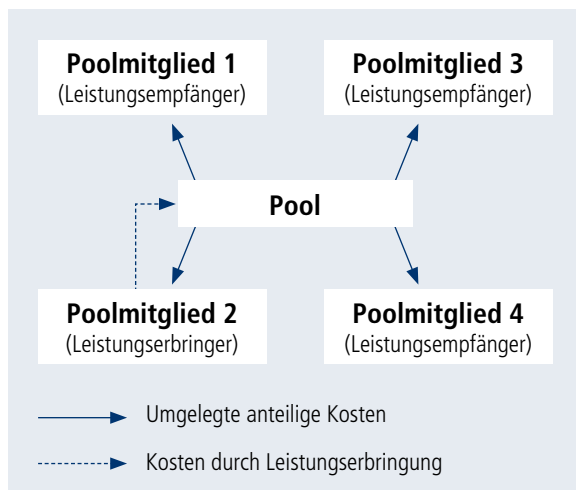 Poolmitglied 1
(Leistungsempfänger)
Poolmitglied 3
(Leistungsempfänger)
Pool
Poolmitglied 2
(Leistungserbringer)
Poolmitglied 4
(Leistungsempfänger)
Umgelegte anteilige Kosten
Kosten durch Leistungserbringung